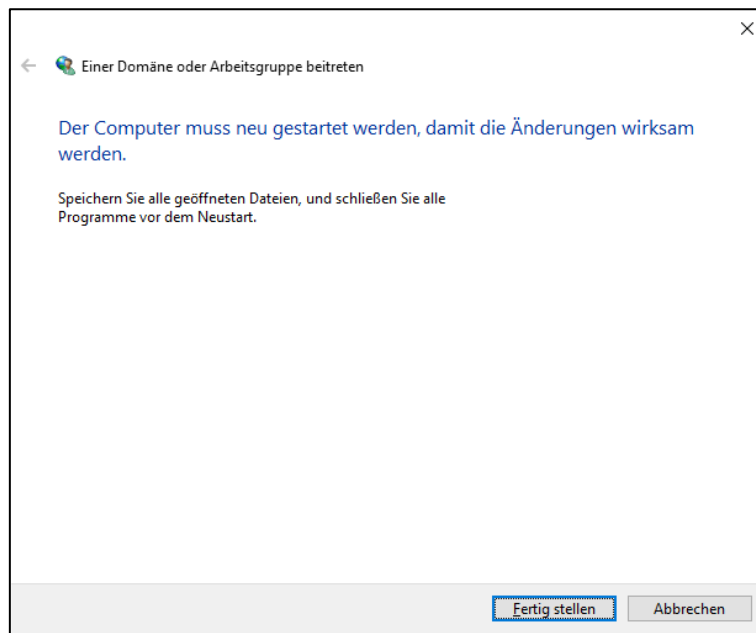 Einer Domäne oder Arbeitsgruppe beitreten
Der Computer muss neu gestartet werden, damit die Änderungen wirksam
werden.
Speichern Sie alle geöffneten Dateien, und schließen Sie alle
Programme vor dem Neustart.
Fertig stellen
Abbrechen